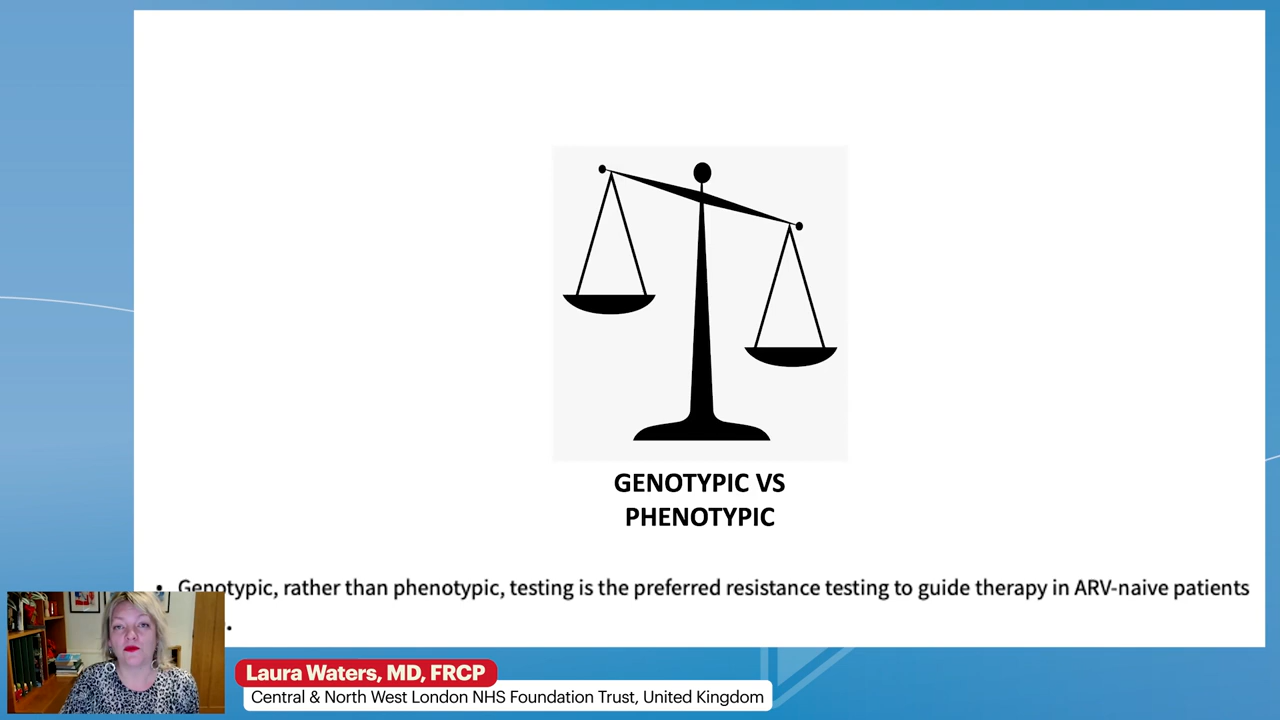 GENOTYPIC VS
PHENOTYPIC
• Genotypic, rather than phenotypic, testing is the preferred resistance testing to guide therapy in ARV-naive patients
.
Laura Waters, MD, FRCP
Central & North West London NHS Foundation Trust, United Kingdom